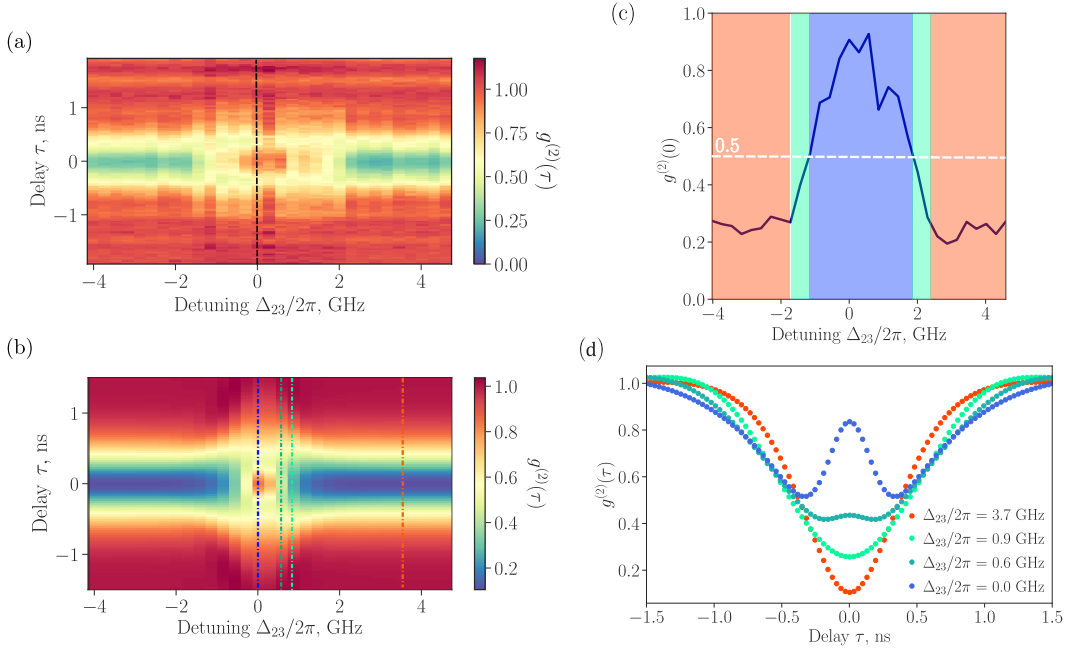 (a)
Delay τ, ns
1
0
−1
−4
−2
0
2
4
Detuning Δ₂₃/2π, GHz
1.00
0.75
0.50
0.25
0.00
g⁽²⁾(τ)
(b)
Delay τ, ns
1
0
−1
−4
−2
0
2
4
Detuning Δ₂₃/2π, GHz
1.0
0.8
0.6
0.4
0.2
g⁽²⁾(τ)
(c)
g⁽²⁾(0)
1.0
0.8
0.6
0.4
0.2
0.0
0.5
−4
−2
0
2
4
Detuning Δ₂₃/2π, GHz
(d)
g⁽²⁾(τ)
1.0
0.8
0.6
0.4
0.2
Δ₂₃/2π = 3.7 GHz
Δ₂₃/2π = 0.9 GHz
Δ₂₃/2π = 0.6 GHz
Δ₂₃/2π = 0.0 GHz
−1.5
−1.0
−0.5
0.0
0.5
1.0
1.5
Delay τ, ns